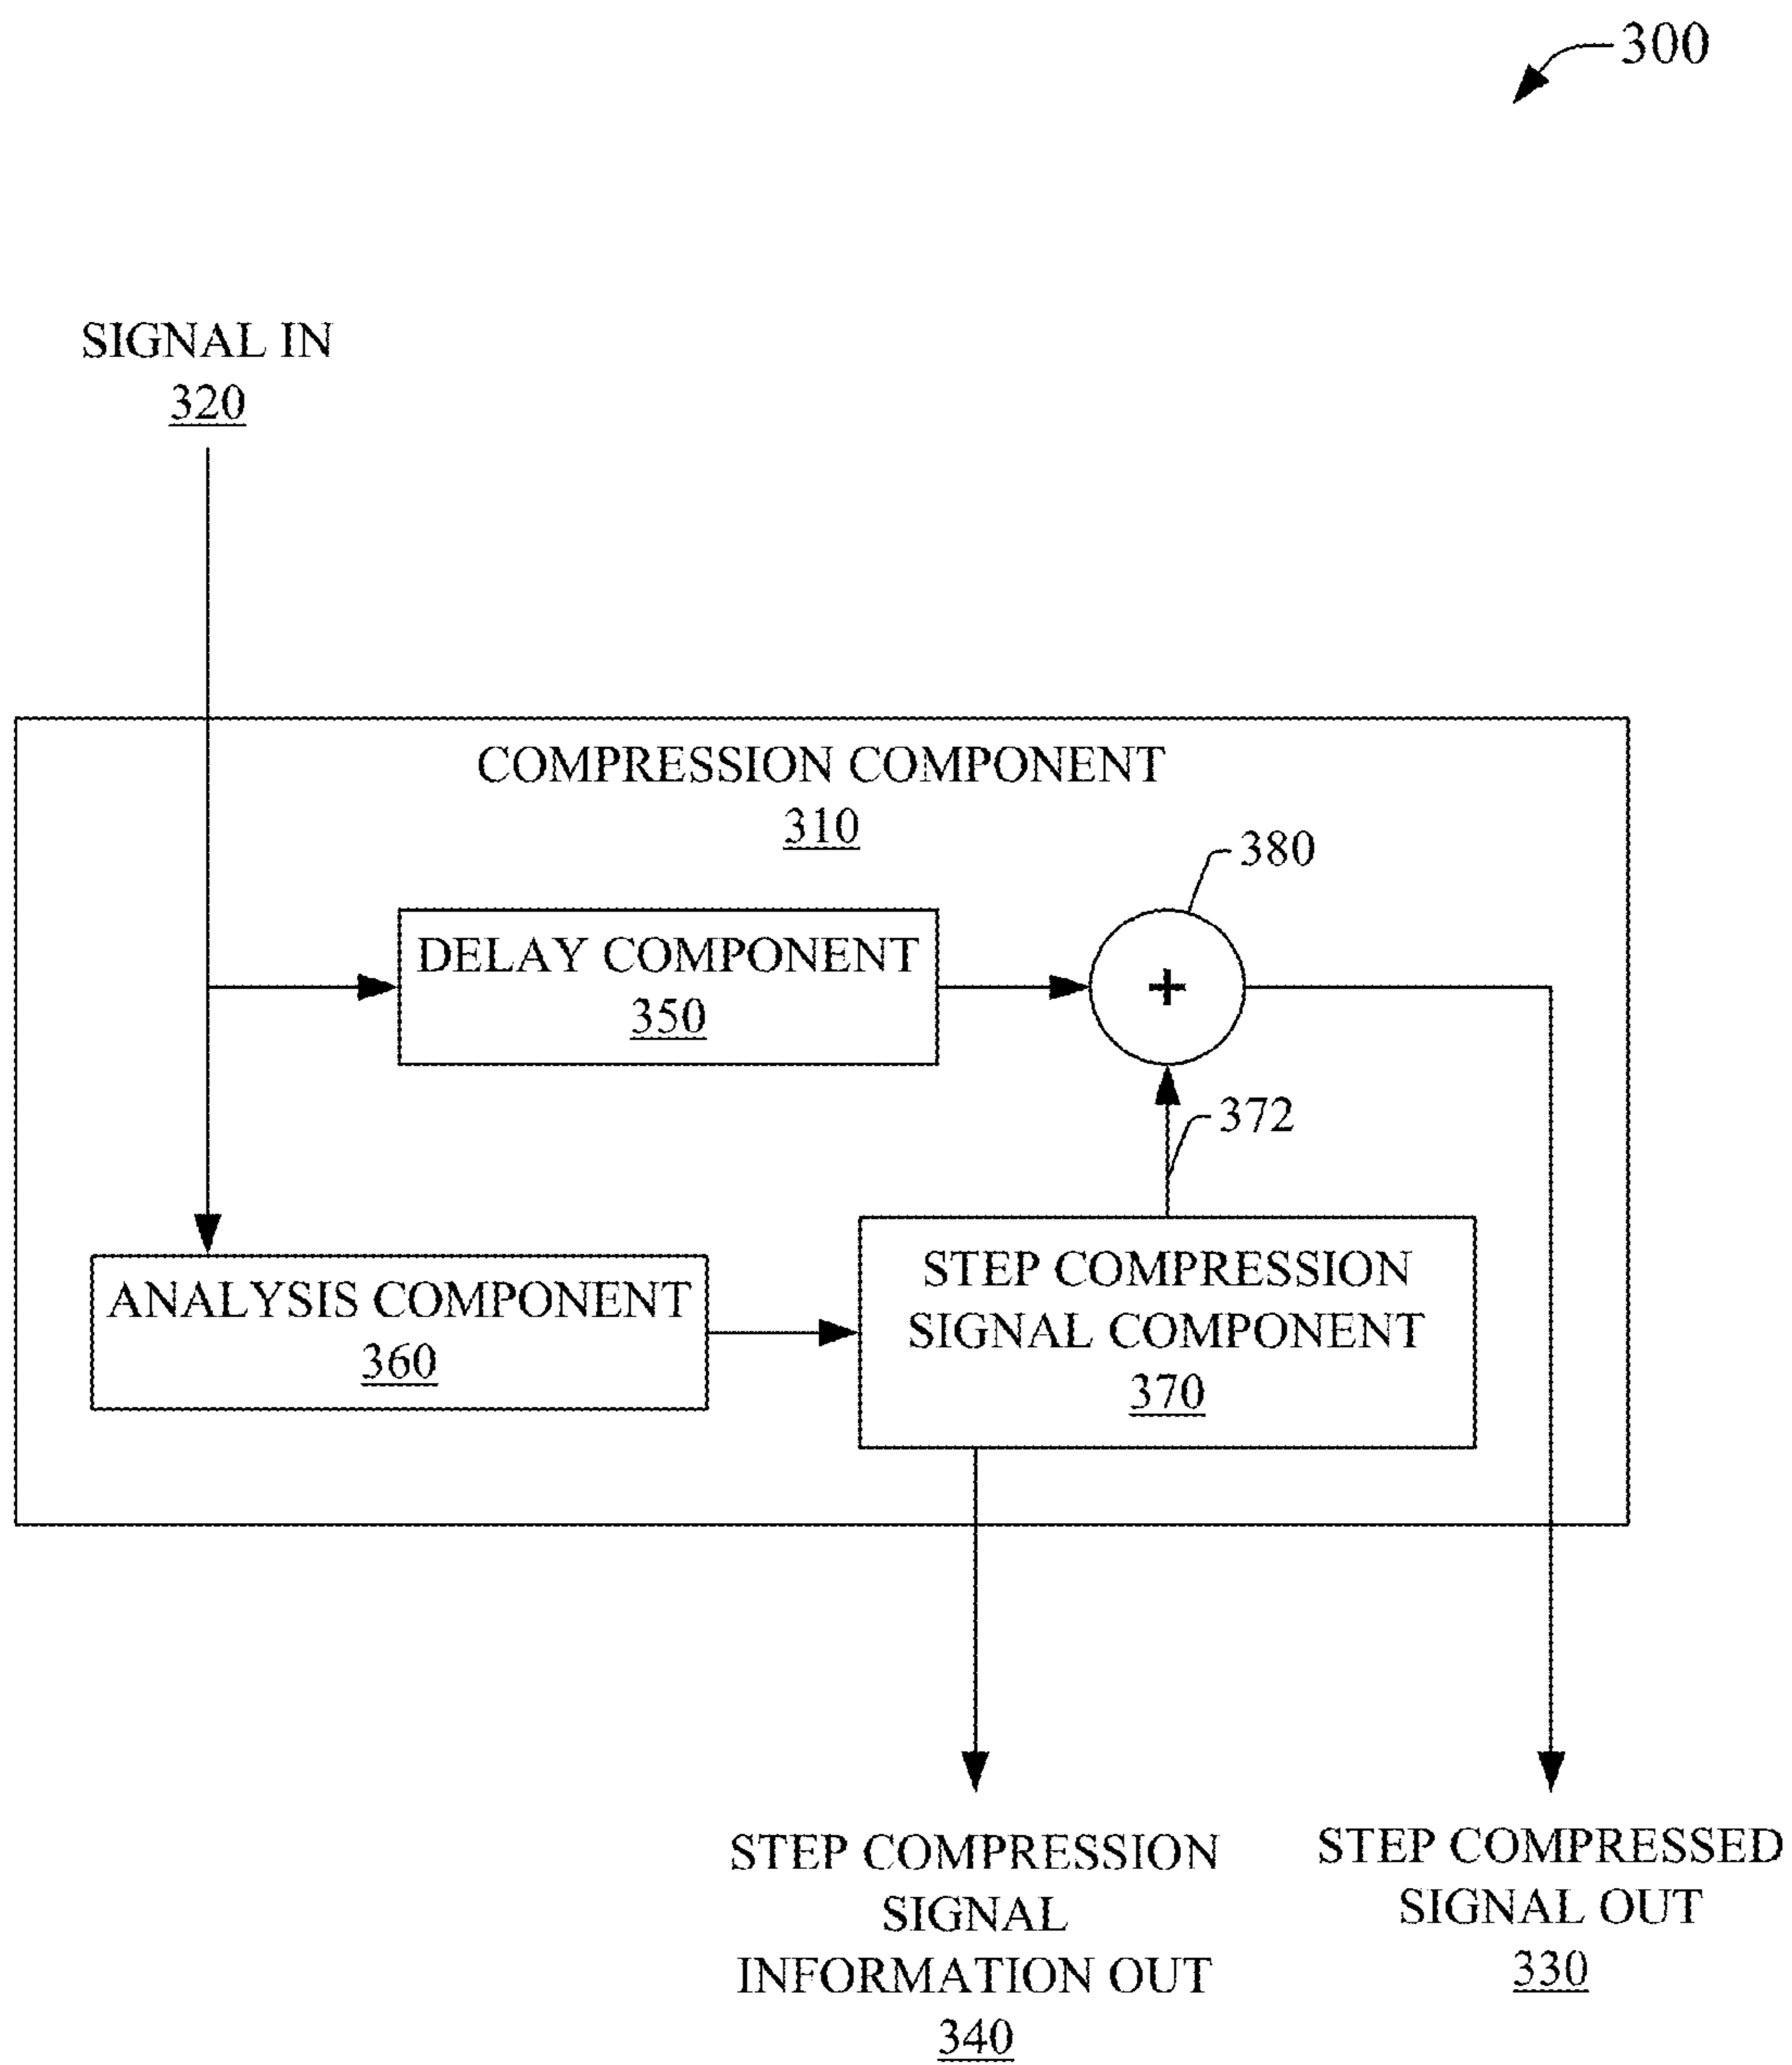 300
SIGNAL IN
320
COMPRESSION COMPONENT
310
380
DELAY COMPONENT
350
+
372
ANALYSIS COMPONENT
360
STEP COMPRESSION
SIGNAL COMPONENT
370
STEP COMPRESSION
SIGNAL
INFORMATION OUT
340
STEP COMPRESSED
SIGNAL OUT
330